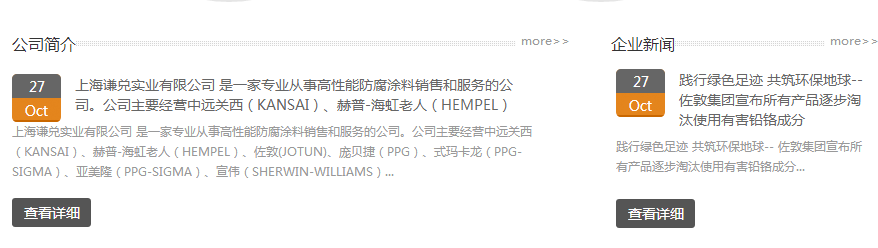 公司简介
more>>
27
Oct
上海谦兑实业有限公司 是一家专业从事高性能防腐涂料销售和服务的公
司。公司主要经营中远关西（KANSAI）、赫普-海虹老人（HEMPEL）
上海谦兑实业有限公司 是一家专业从事高性能防腐涂料销售和服务的公司。公司主要经营中远关西
（KANSAI）、赫普-海虹老人（HEMPEL）、佐敦(JOTUN)、庞贝捷（PPG）、式玛卡龙（PPG-
SIGMA）、亚美隆（PPG-SIGMA）、宣伟（SHERWIN-WILLIAMS）...
查看详细
企业新闻
more>>
27
Oct
践行绿色足迹 共筑环保地球--
佐敦集团宣布所有产品逐步淘
汰使用有害铅铬成分
践行绿色足迹 共筑环保地球-- 佐敦集团宣布所
有产品逐步淘汰使用有害铅铬成分...
查看详细